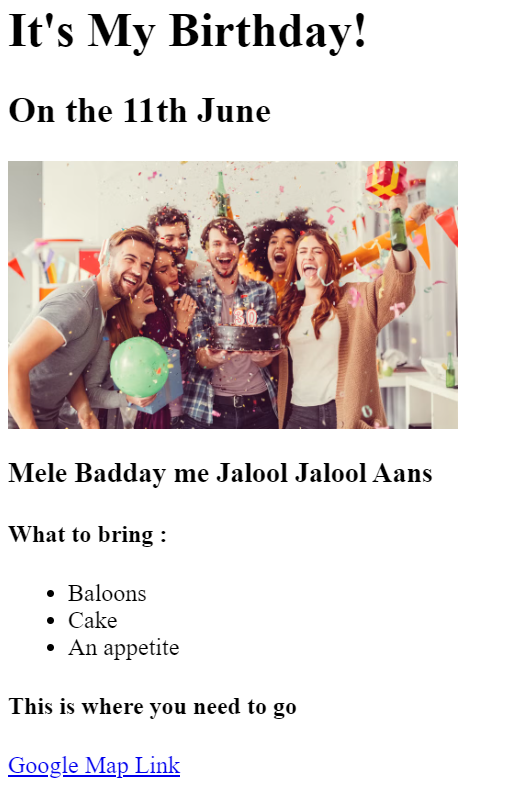 It's My Birthday!
On the 11th June
30
Mele Badday me Jalool Jalool Aans
What to bring :
Baloons
Cake
An appetite
This is where you need to go
Google Map Link